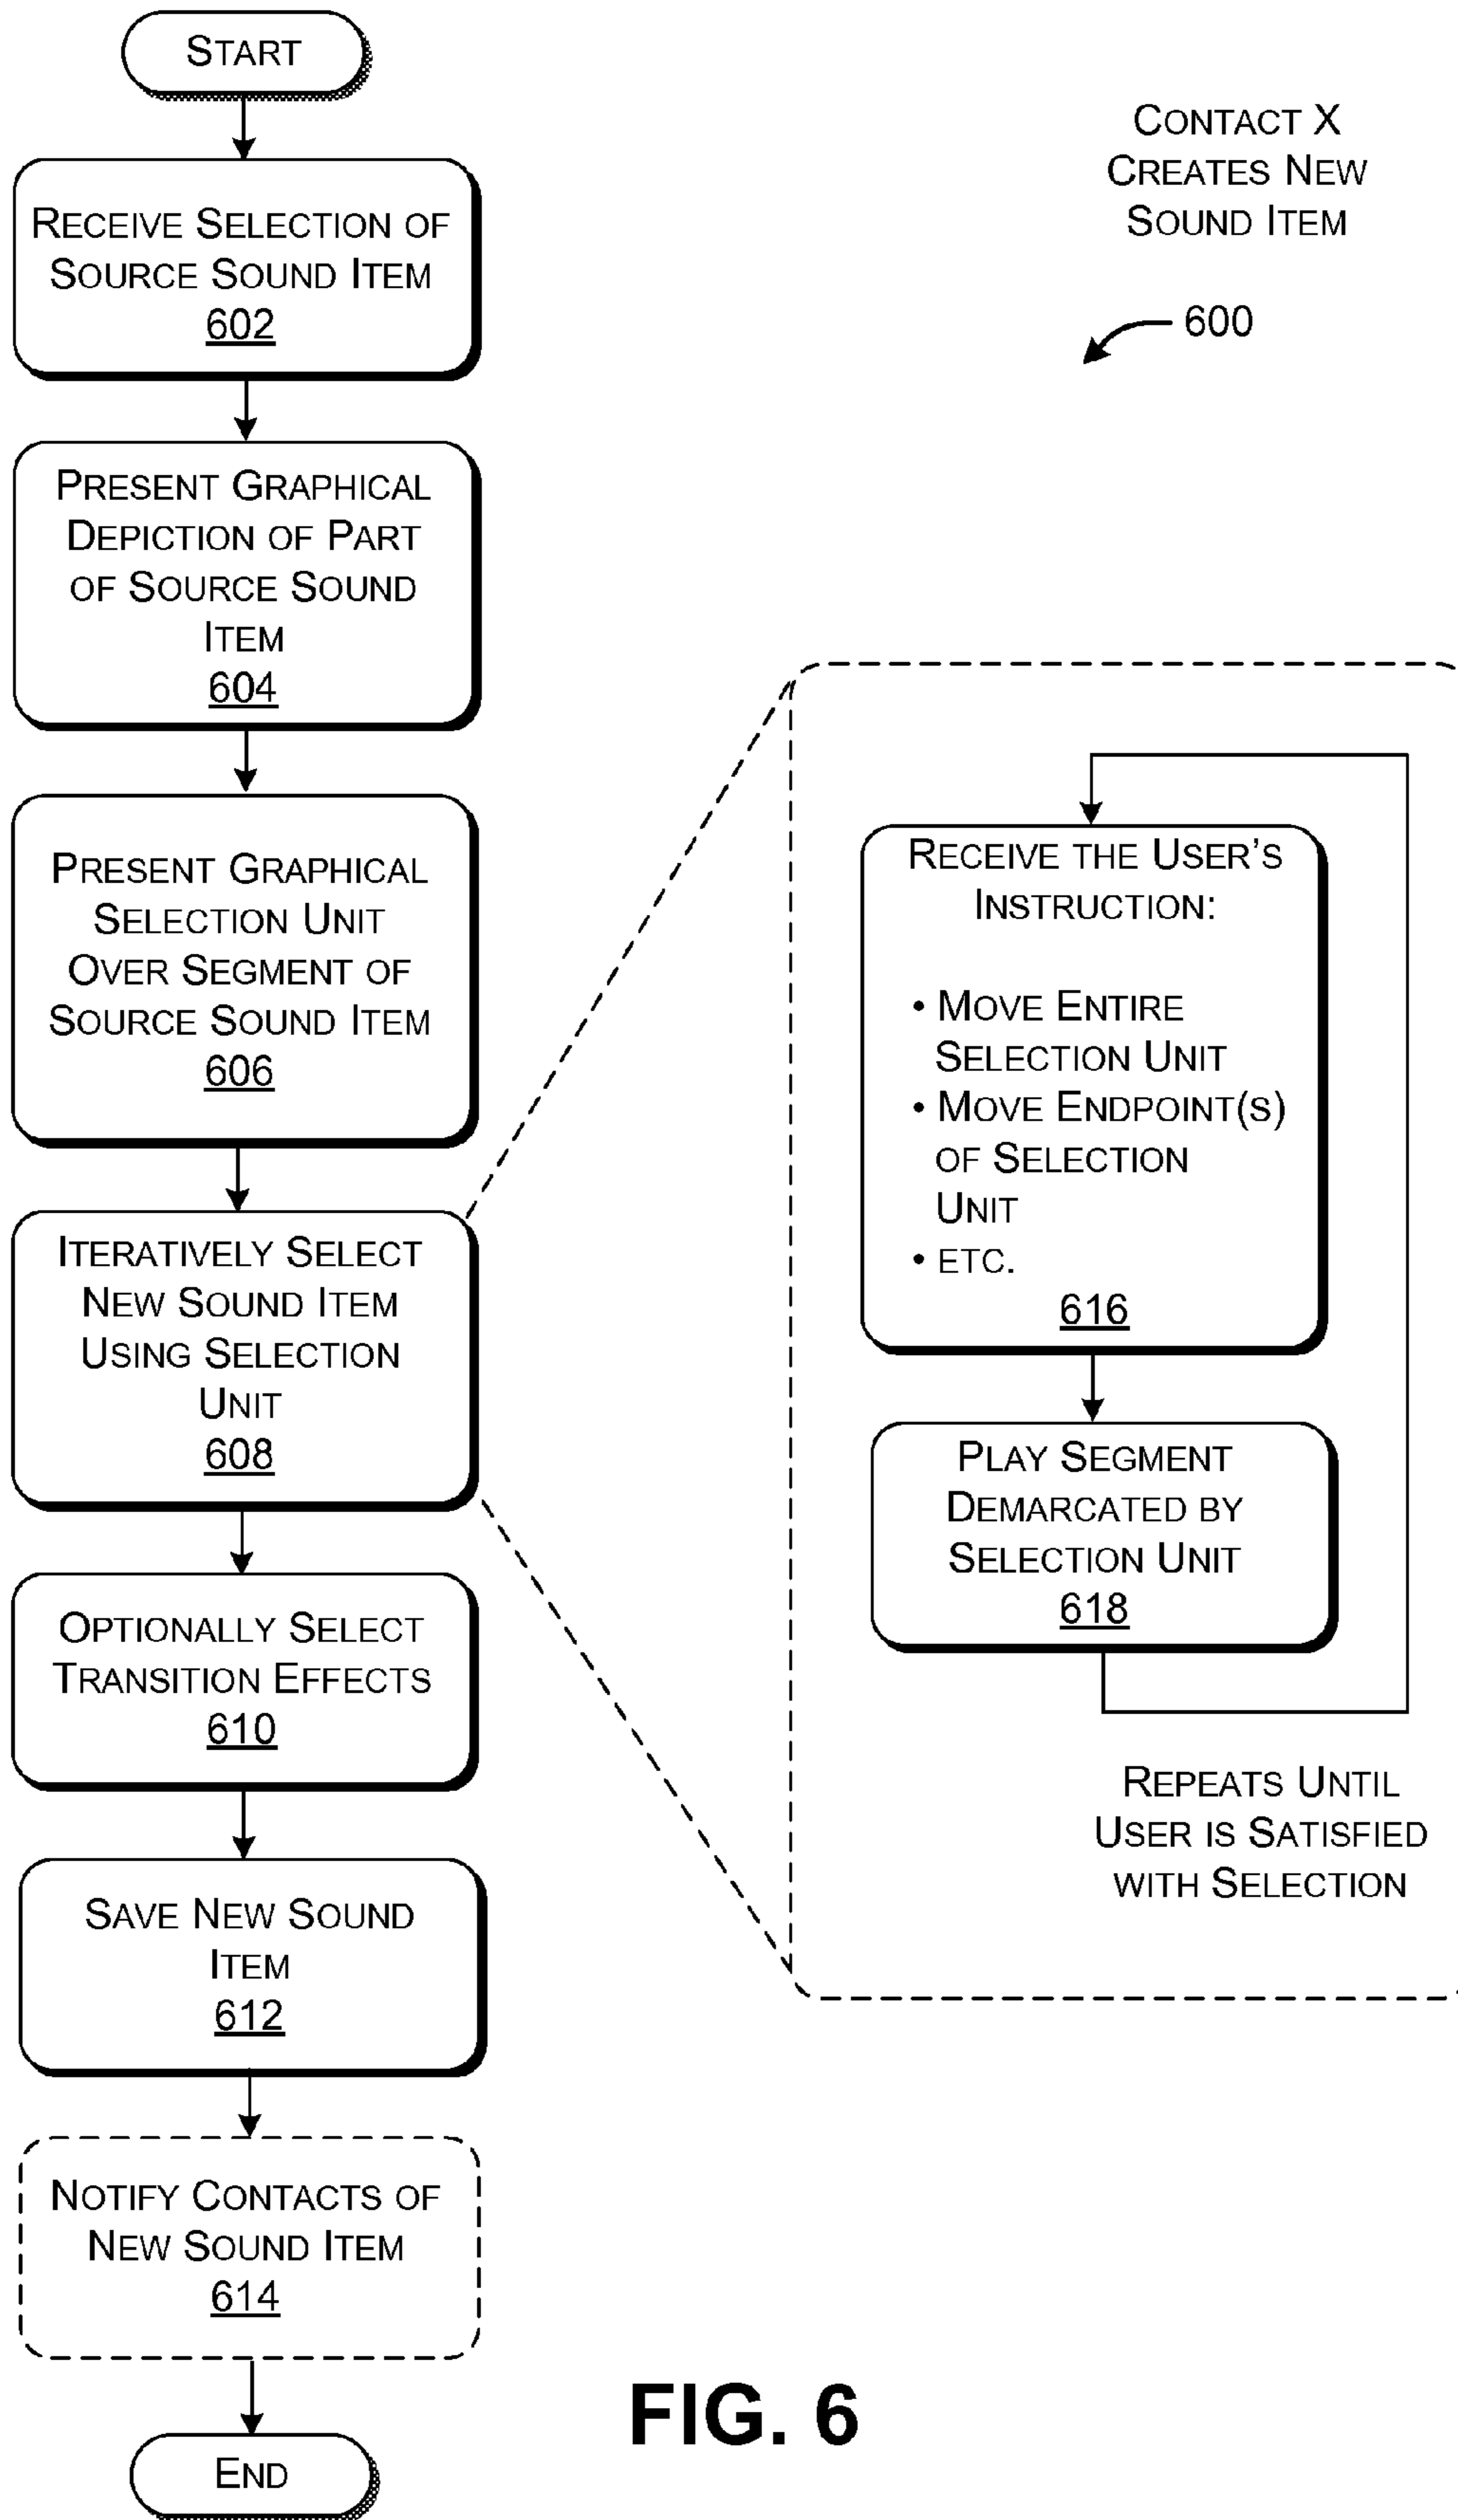 START
RECEIVE SELECTION OF
SOURCE SOUND ITEM
602
PRESENT GRAPHICAL
DEPICTION OF PART
OF SOURCE SOUND
ITEM
604
PRESENT GRAPHICAL
SELECTION UNIT
OVER SEGMENT OF
SOURCE SOUND ITEM
606
ITERATIVELY SELECT
NEW SOUND ITEM
USING SELECTION
UNIT
608
OPTIONALLY SELECT
TRANSITION EFFECTS
610
SAVE NEW SOUND
ITEM
612
NOTIFY CONTACTS OF
NEW SOUND ITEM
614
END
CONTACT X
CREATES NEW
SOUND ITEM
600
RECEIVE THE USER'S
INSTRUCTION:
• MOVE ENTIRE
SELECTION UNIT
• MOVE ENDPOINT(S)
OF SELECTION
UNIT
• ETC.
616
PLAY SEGMENT
DEMARCATED BY
SELECTION UNIT
618
REPEATS UNTIL
USER IS SATISFIED
WITH SELECTION
FIG. 6